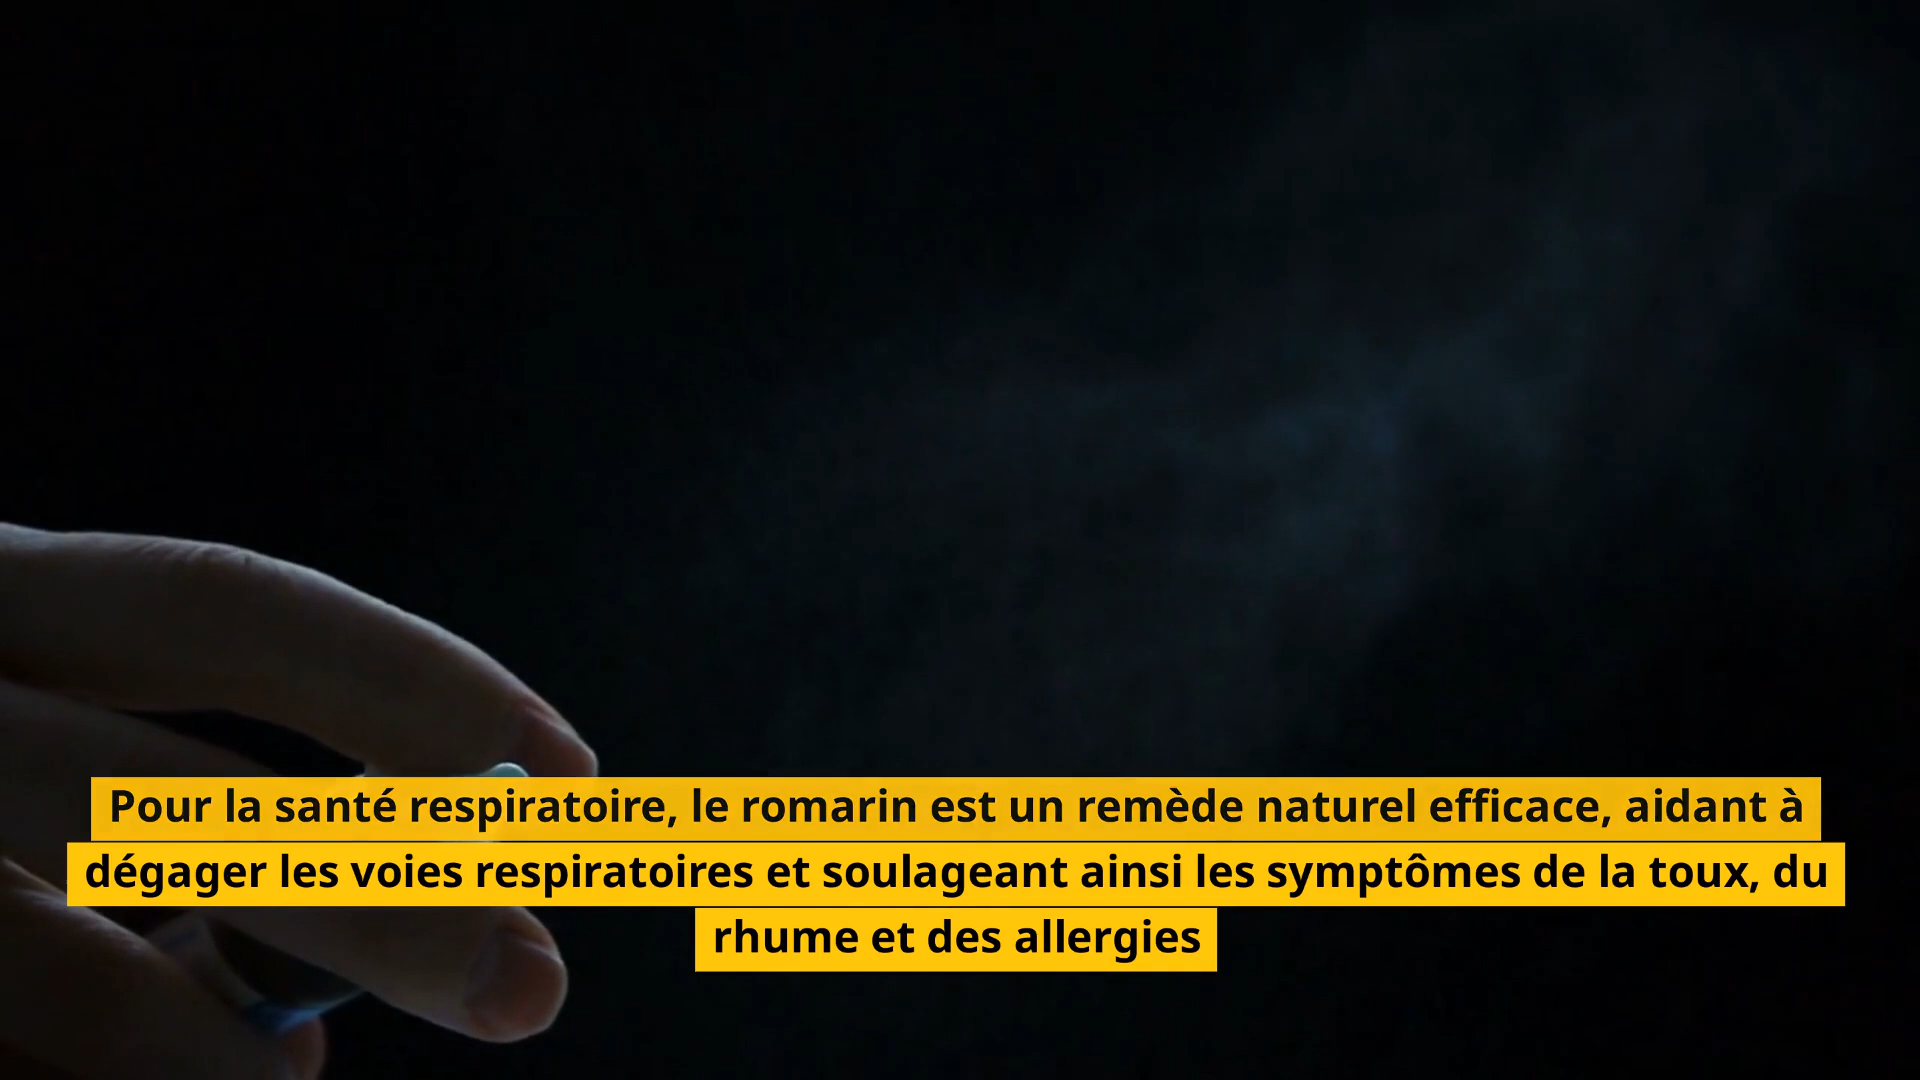 Pour la santé respiratoire, le romarin est un remède naturel efficace, aidant à
dégager les voies respiratoires et soulageant ainsi les symptômes de la toux, du
rhume et des allergies